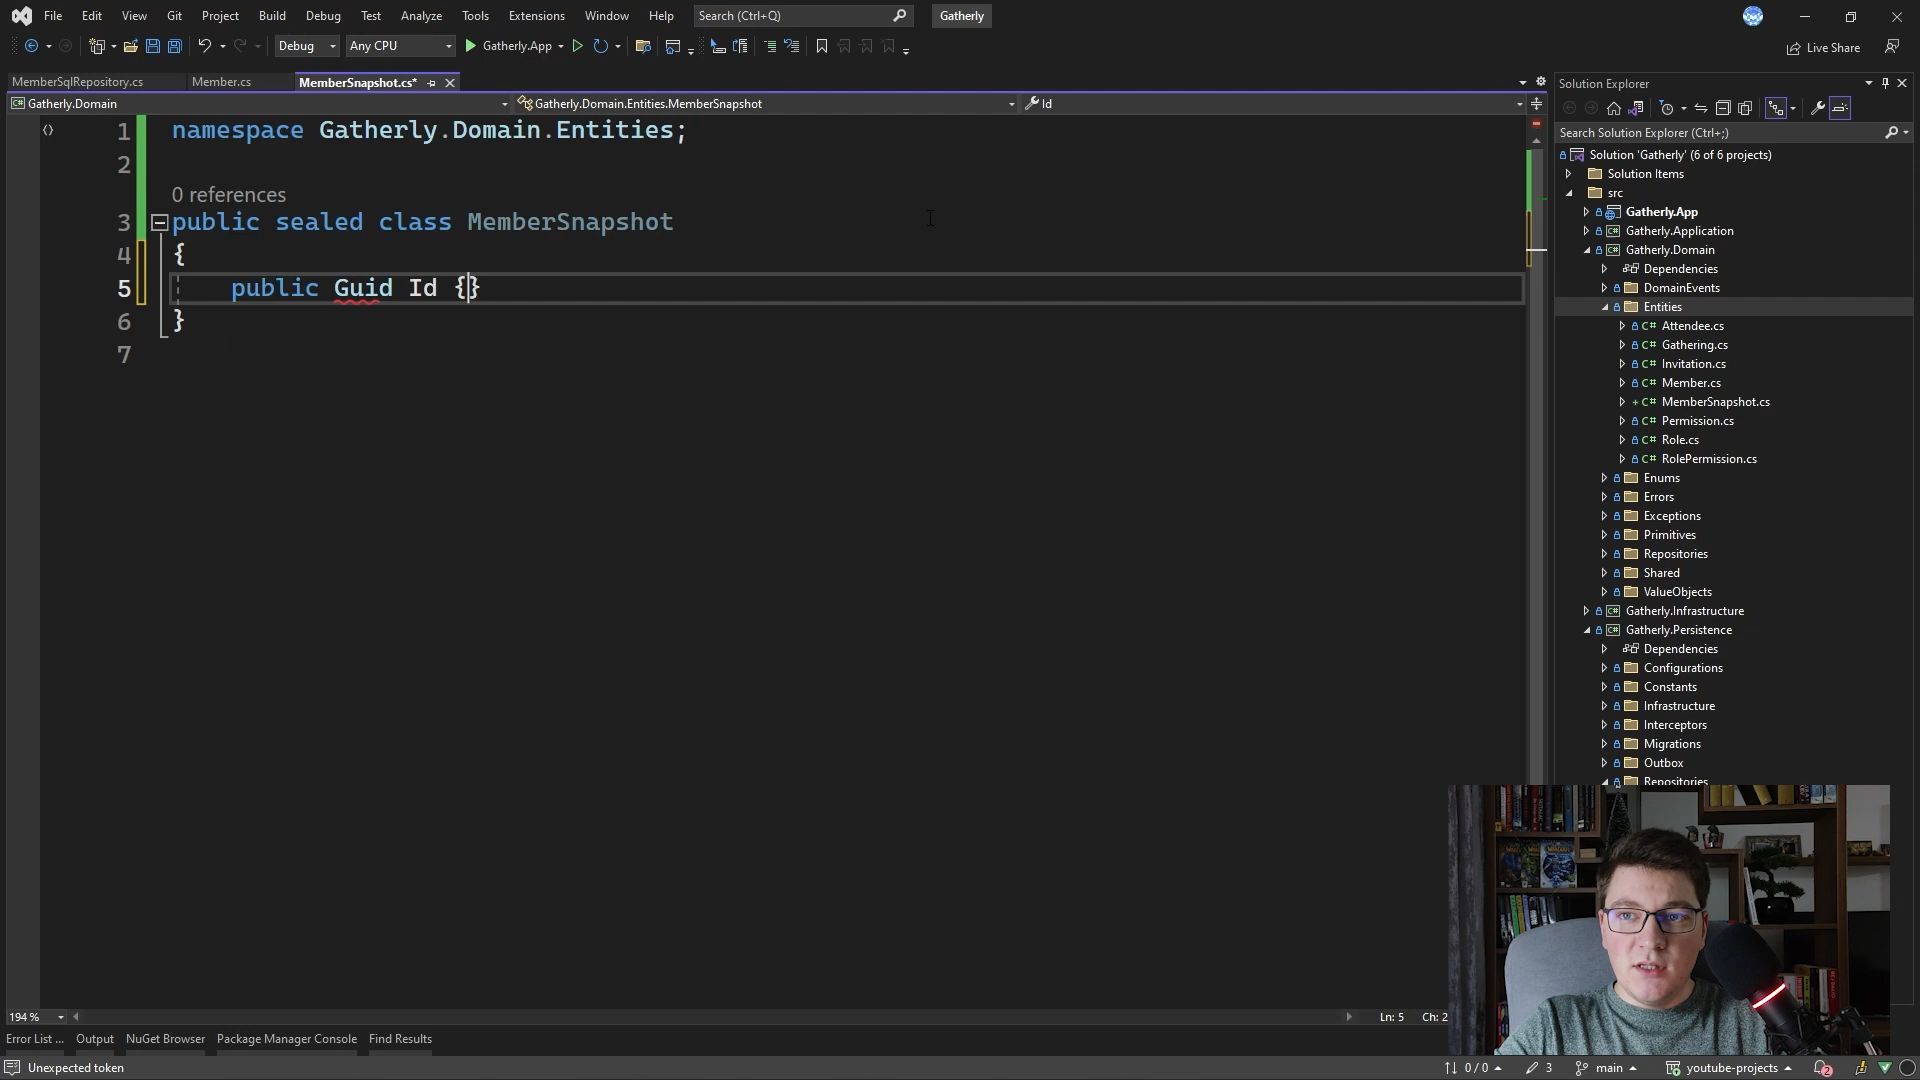 File Edit View Git Project Build Debug Test Analyze Tools Extensions Window Help Search (Ctrl+Q) Gatherly
Debug Any CPU Gatherly.App Live Share
MemberSqlRepository.cs Member.cs MemberSnapshot.cs*
Gatherly.Domain Gatherly.Domain.Entities.MemberSnapshot Id
1 namespace Gatherly.Domain.Entities;
2
0 references
3 public sealed class MemberSnapshot
4 {
5 public Guid Id {}
6 }
7
Solution Explorer
Search Solution Explorer (Ctrl+;)
Solution 'Gatherly' (6 of 6 projects)
Solution Items
src
Gatherly.App
C# Gatherly.Application
C# Gatherly.Domain
Dependencies
DomainEvents
Entities
C# Attendee.cs
C# Gathering.cs
C# Invitation.cs
C# Member.cs
+ C# MemberSnapshot.cs
C# Permission.cs
C# Role.cs
C# RolePermission.cs
Enums
Errors
Exceptions
Primitives
Repositories
Shared
ValueObjects
C# Gatherly.Infrastructure
C# Gatherly.Persistence
Dependencies
Configurations
Constants
Infrastructure
Interceptors
Migrations
Outbox
Repositories
194 % Ln: 5 Ch: 2
Error List ... Output NuGet Browser Package Manager Console Find Results
Unexpected token 0 / 0 3 main youtube-projects 2